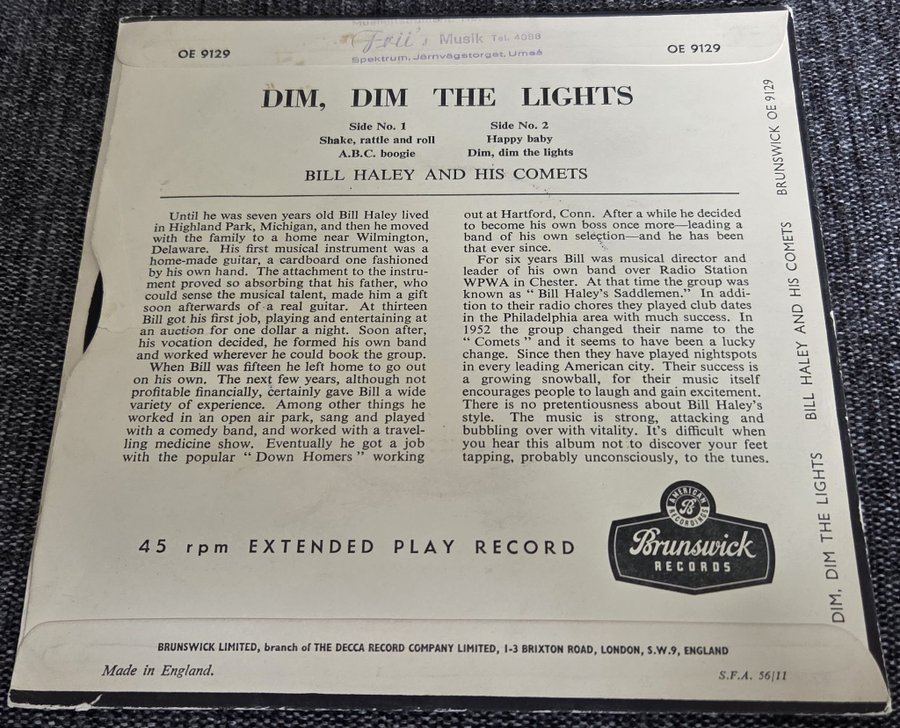 Friis's Musik Tel. 4098
Spektrum, Järnvägstorget, Umeå
OE 9129
OE 9129
DIM, DIM THE LIGHTS
Side No. 1
Shake, rattle and roll
A.B.C. boogie
Side No. 2
Happy baby
Dim, dim the lights
BILL HALEY AND HIS COMETS
Until he was seven years old Bill Haley lived
in Highland Park, Michigan, and then he moved
with the family to a home near Wilmington,
Delaware. His first musical instrument was a
home-made guitar, a cardboard one fashioned
by his own hand. The attachment to the instru-
ment proved so absorbing that his father, who
could sense the musical talent, made him a gift
soon afterwards of a real guitar. At thirteen
Bill got his first job, playing and entertaining at
an auction for one dollar a night. Soon after,
his vocation decided, he formed his own band
and worked wherever he could book the group.
When Bill was fifteen he left home to go out
on his own. The next few years, although not
profitable financially, certainly gave Bill a wide
variety of experience. Among other things he
worked in an open air park, sang and played
with a comedy band, and worked with a travel-
ling medicine show. Eventually he got a job
with the popular “ Down Homers ” working
out at Hartford, Conn. After a while he decided
to become his own boss once more—leading a
band of his own selection—and he has been
that ever since.
For six years Bill was musical director and
leader of his own band over Radio Station
WPWA in Chester. At that time the group was
known as “ Bill Haley's Saddlemen.” In addi-
tion to their radio chores they played club dates
in the Philadelphia area with much success. In
1952 the group changed their name to the
“ Comets ” and it seems to have been a lucky
change. Since then they have played nightspots
in every leading American city. Their success is
a growing snowball, for their music itself
encourages people to laugh and gain excitement.
There is no pretentiousness about Bill Haley's
style. The music is strong, attacking and
bubbling over with vitality. It's difficult when
you hear this album not to discover your feet
tapping, probably unconsciously, to the tunes.
DIM, DIM THE LIGHTS BILL HALEY AND HIS COMETS BRUNSWICK OE 9129
45 rpm EXTENDED PLAY RECORD
AMERICAN
B
RECORDINGS
Brunswick
RECORDS
BRUNSWICK LIMITED, branch of THE DECCA RECORD COMPANY LIMITED, 1-3 BRIXTON ROAD, LONDON, S.W.9, ENGLAND
Made in England.
S.F.A. 56|11